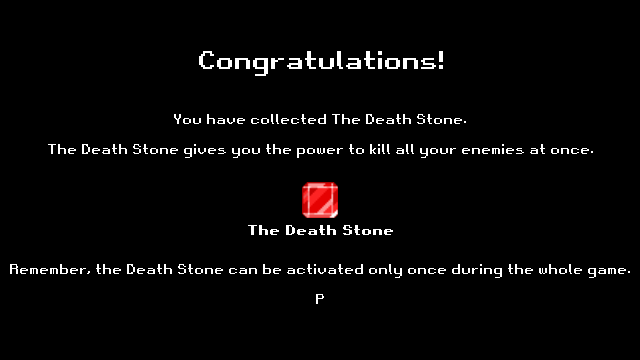 Congratulations!
You have collected The Death Stone.
The Death Stone gives you the power to kill all your enemies at once.
The Death Stone
Remember, the Death Stone can be activated only once during the whole game.
P